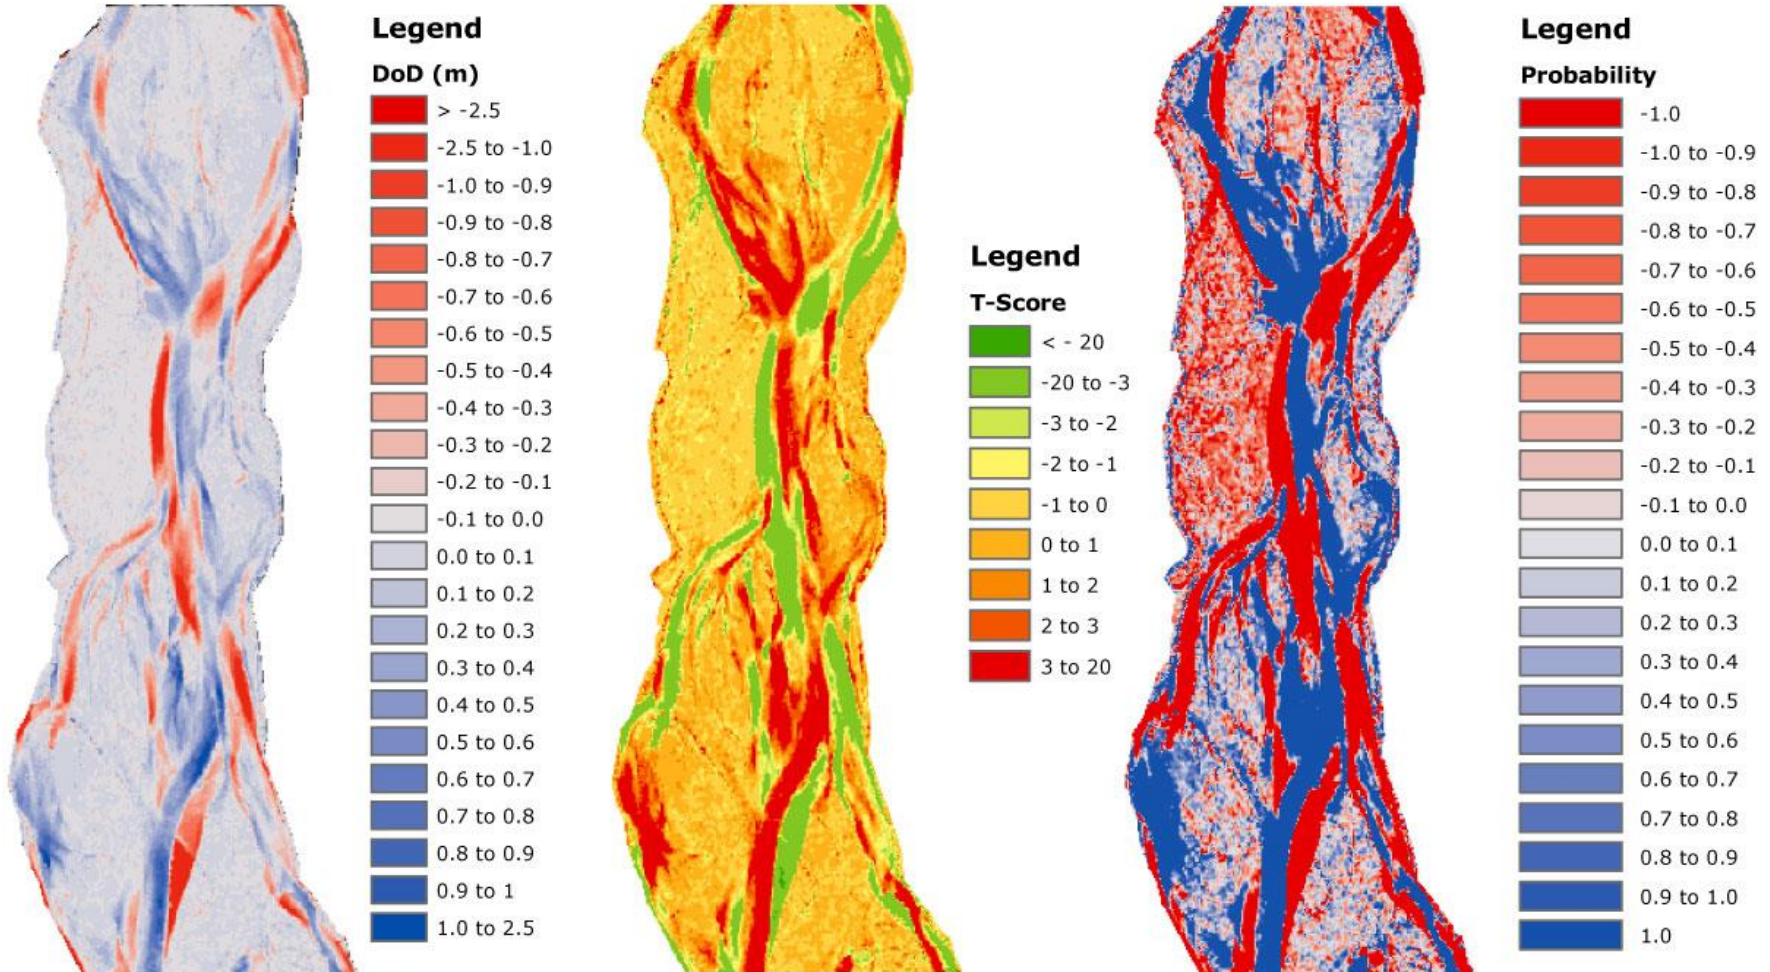 Legend
DoD (m)
> -2.5
-2.5 to -1.0
-1.0 to -0.9
-0.9 to -0.8
-0.8 to -0.7
-0.7 to -0.6
-0.6 to -0.5
-0.5 to -0.4
-0.4 to -0.3
-0.3 to -0.2
-0.2 to -0.1
-0.1 to 0.0
0.0 to 0.1
0.1 to 0.2
0.2 to 0.3
0.3 to 0.4
0.4 to 0.5
0.5 to 0.6
0.6 to 0.7
0.7 to 0.8
0.8 to 0.9
0.9 to 1
1.0 to 2.5
Legend
T-Score
< - 20
-20 to -3
-3 to -2
-2 to -1
-1 to 0
0 to 1
1 to 2
2 to 3
3 to 20
Legend
Probability
-1.0
-1.0 to -0.9
-0.9 to -0.8
-0.8 to -0.7
-0.7 to -0.6
-0.6 to -0.5
-0.5 to -0.4
-0.4 to -0.3
-0.3 to -0.2
-0.2 to -0.1
-0.1 to 0.0
0.0 to 0.1
0.1 to 0.2
0.2 to 0.3
0.3 to 0.4
0.4 to 0.5
0.5 to 0.6
0.6 to 0.7
0.7 to 0.8
0.8 to 0.9
0.9 to 1.0
1.0